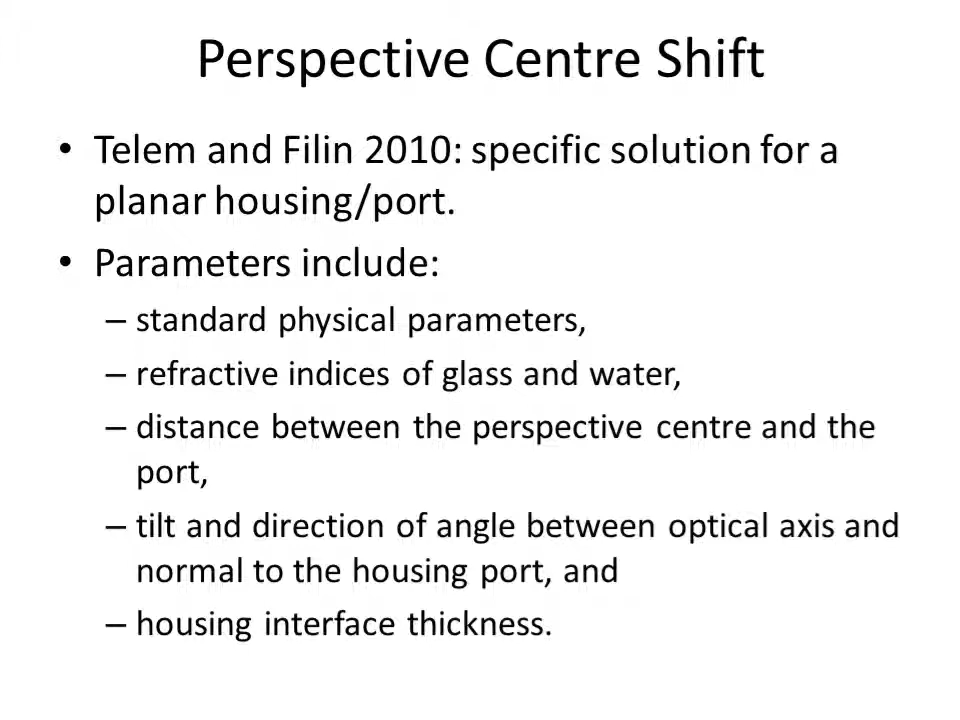 Perspective Centre Shift
• Telem and Filin 2010: specific solution for a
planar housing/port.
• Parameters include:
– standard physical parameters,
– refractive indices of glass and water,
– distance between the perspective centre and the
port,
– tilt and direction of angle between optical axis and
normal to the housing port, and
– housing interface thickness.